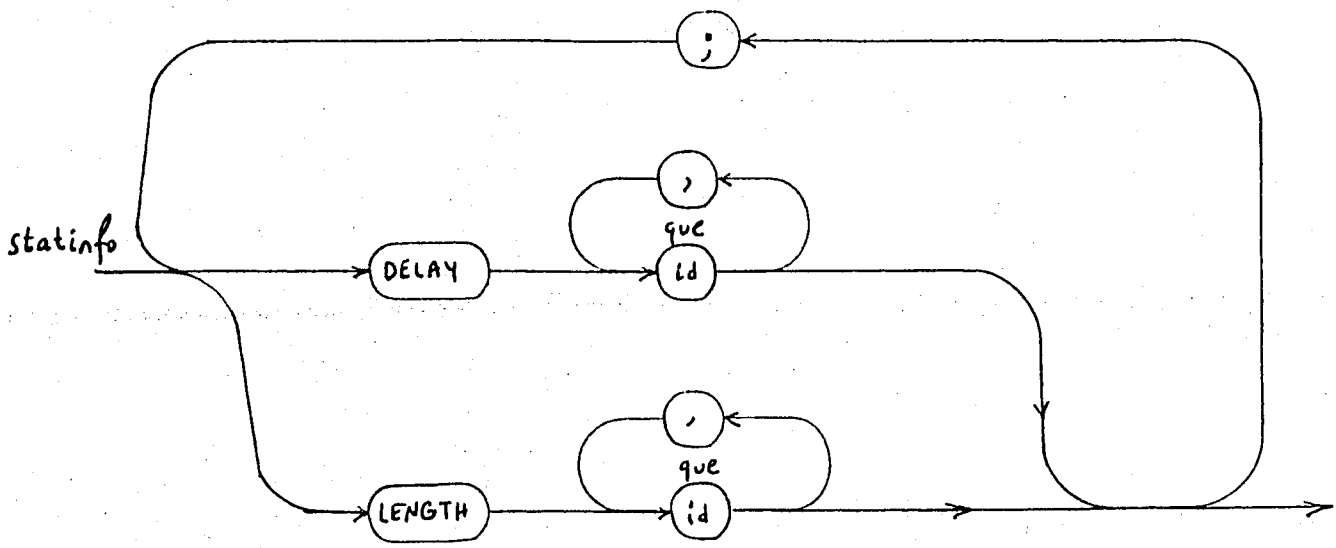 ;
,
que
statinfo
DELAY
id
,
que
LENGTH
id